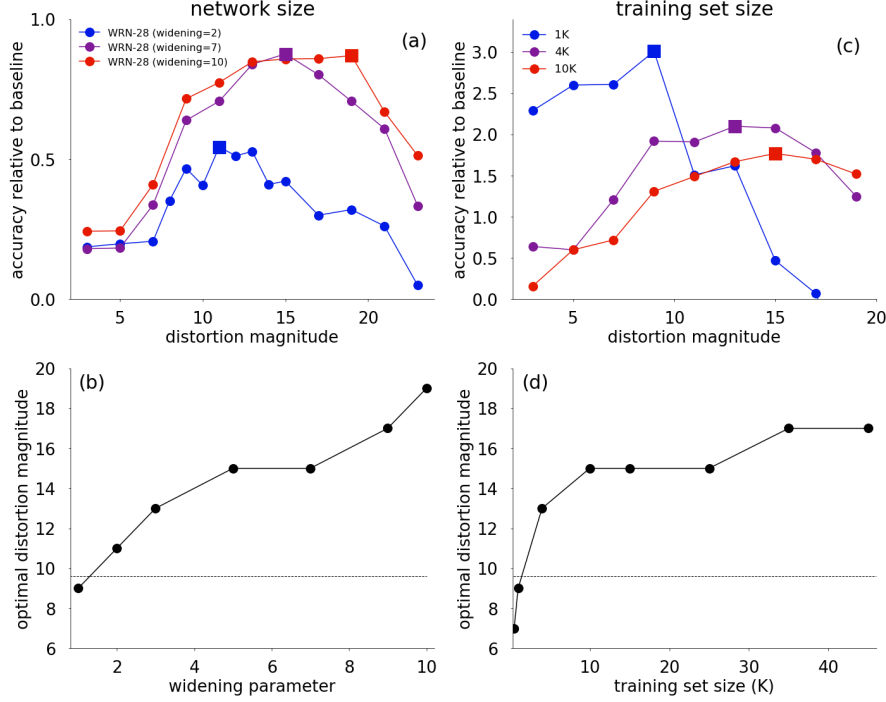 network size
training set size
1.0
0.5
0.0
accuracy relative to baseline
WRN-28 (widening=2)
WRN-28 (widening=7)
WRN-28 (widening=10)
(a)
5
10
15
20
distortion magnitude
3.0
2.5
2.0
1.5
1.0
0.5
0.0
accuracy relative to baseline
1K
4K
10K
(c)
5
10
15
20
distortion magnitude
20
18
16
14
12
10
8
6
optimal distortion magnitude
(b)
2
4
6
8
10
widening parameter
20
18
16
14
12
10
8
6
optimal distortion magnitude
(d)
10
20
30
40
training set size (K)